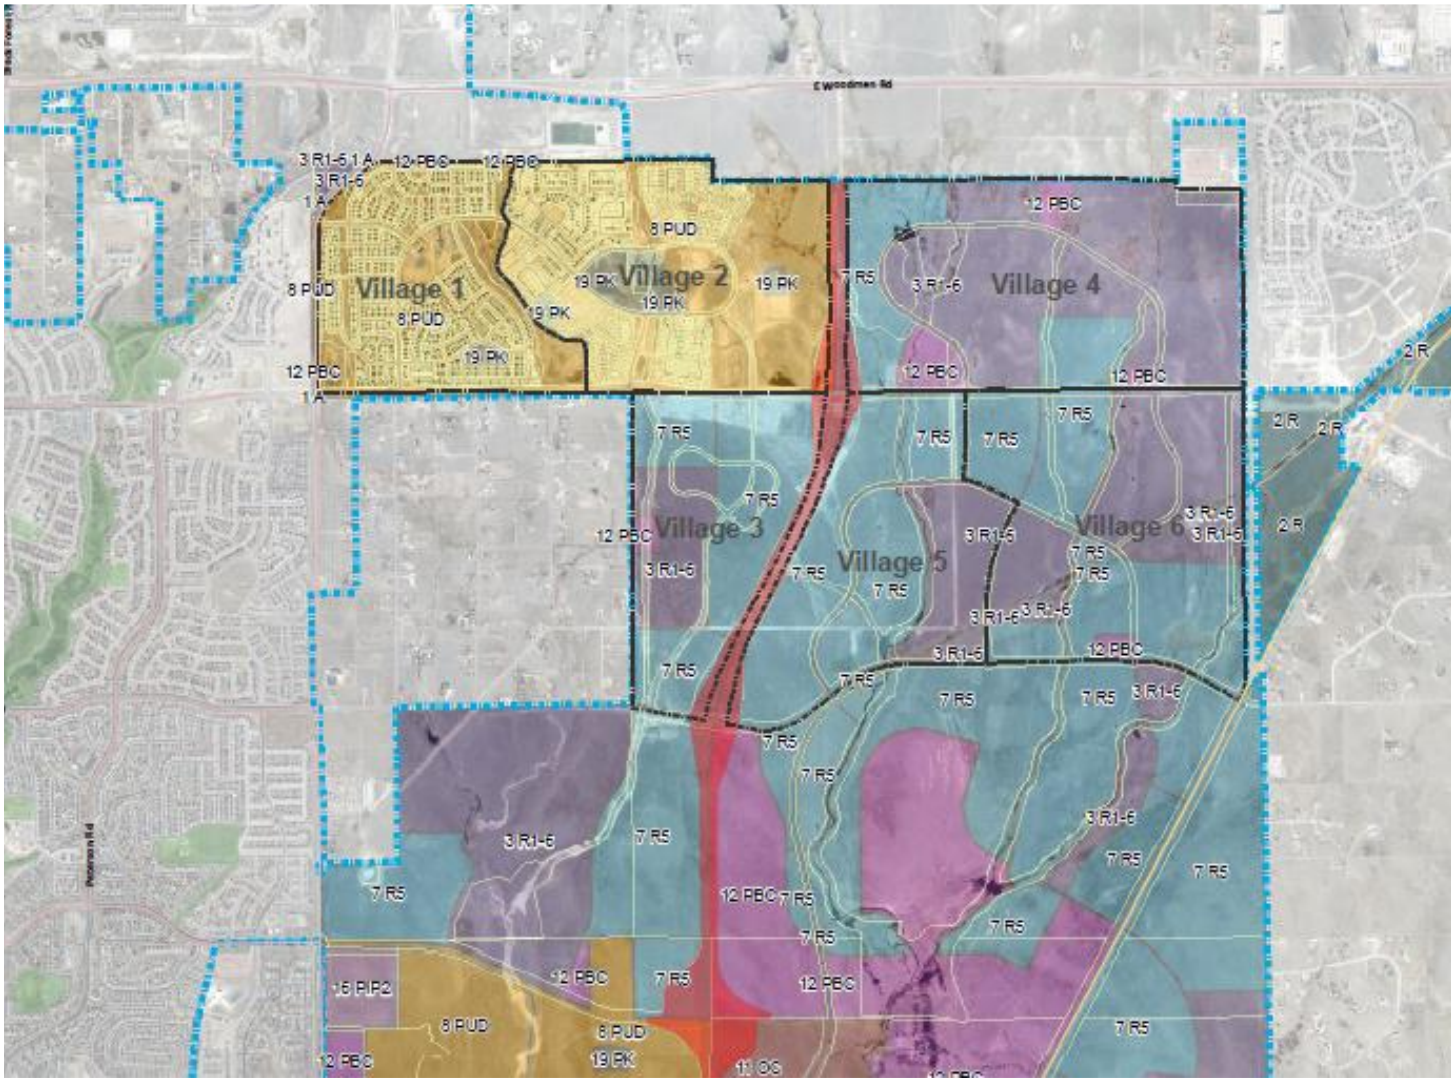 E Woodmen Rd
3 R1-6 1 A
12 PBC
12 PBC
3 R1-6
1 A
12 PBC
8 PUD
7 R5
3 R1-6
Village 4
19 PK
Village 2
19 PK
19 PK
8 PUD
Village 1
8 PUD
19 PK
19 PK
12 PBC
12 PBC
12 PBC
1 A
2 R
7 R5
7 R5
7 R5
7 R5
2 R
2 R
7 R5
3 R1-6
2 R
12 PBC
Village 3
3 R1-6
Village 6
3 R1-6
7 R5
Village 5
3 R1-6
7 R5
7 R5
7 R5
3 R1-6
3 R1-6
3 R1-6
12 PBC
7 R5
7 R5
7 R5
7 R5
3 R1-6
7 R5
7 R5
3 R1-6
7 R5
3 R1-6
7 R5
7 R5
Peterson Rd
7 R5
12 PBC
7 R5
7 R5
7 R5
12 PBC
7 R5
12 PBC
16 PIP2
8 PUD
8 PUD
7 R5
12 PBC
19 PK
11 OC
12 PBC